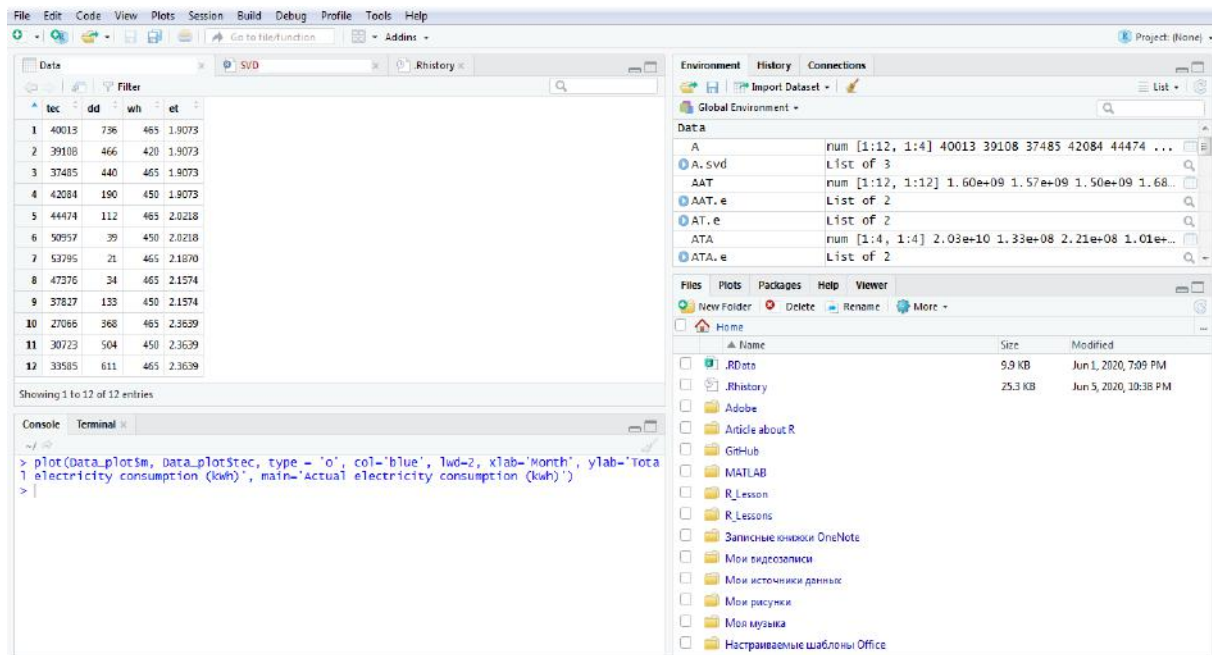 File Edit Code View Plots Session Build Debug Profile Tools Help
Go to file/function Addins
Project: (None)
Data SVD .Rhistory
Filter
tec dd wh et
1 40013 736 465 1.9073
2 39108 466 420 1.9073
3 37485 440 465 1.9073
4 42084 190 450 1.9073
5 44474 112 465 2.0218
6 50957 39 450 2.0218
7 53795 21 465 2.1870
8 47376 34 465 2.1574
9 37827 133 450 2.1574
10 27066 368 465 2.3639
11 30723 504 450 2.3639
12 33585 611 465 2.3639
Showing 1 to 12 of 12 entries
Console Terminal
~/
> plot(Data_plot$m, Data_plot$tec, type = 'o', col='blue', lwd=2, xlab='Month', ylab='Tota
l electricity consumption (kWh)', main='Actual electricity consumption (kWh)')
>
Environment History Connections
Import Dataset List
Global Environment
Data
A num [1:12, 1:4] 40013 39108 37485 42084 44474 ...
A.svd List of 3
AAT num [1:12, 1:12] 1.60e+09 1.57e+09 1.50e+09 1.68…
AAT.e List of 2
AT.e List of 2
ATA num [1:4, 1:4] 2.03e+10 1.33e+08 2.21e+08 1.01e+…
ATA.e List of 2
Files Plots Packages Help Viewer
New Folder Delete Rename More
Home
Name Size Modified
.RData 9.9 KB Jun 1, 2020, 7:09 PM
.Rhistory 25.3 KB Jun 5, 2020, 10:38 PM
Adobe
Article about R
GitHub
MATLAB
R_Lesson
R_Lessons
Записные книжки OneNote
Мои видеозаписи
Мои источники данных
Мои рисунки
Моя музыка
Настраиваемые шаблоны Office